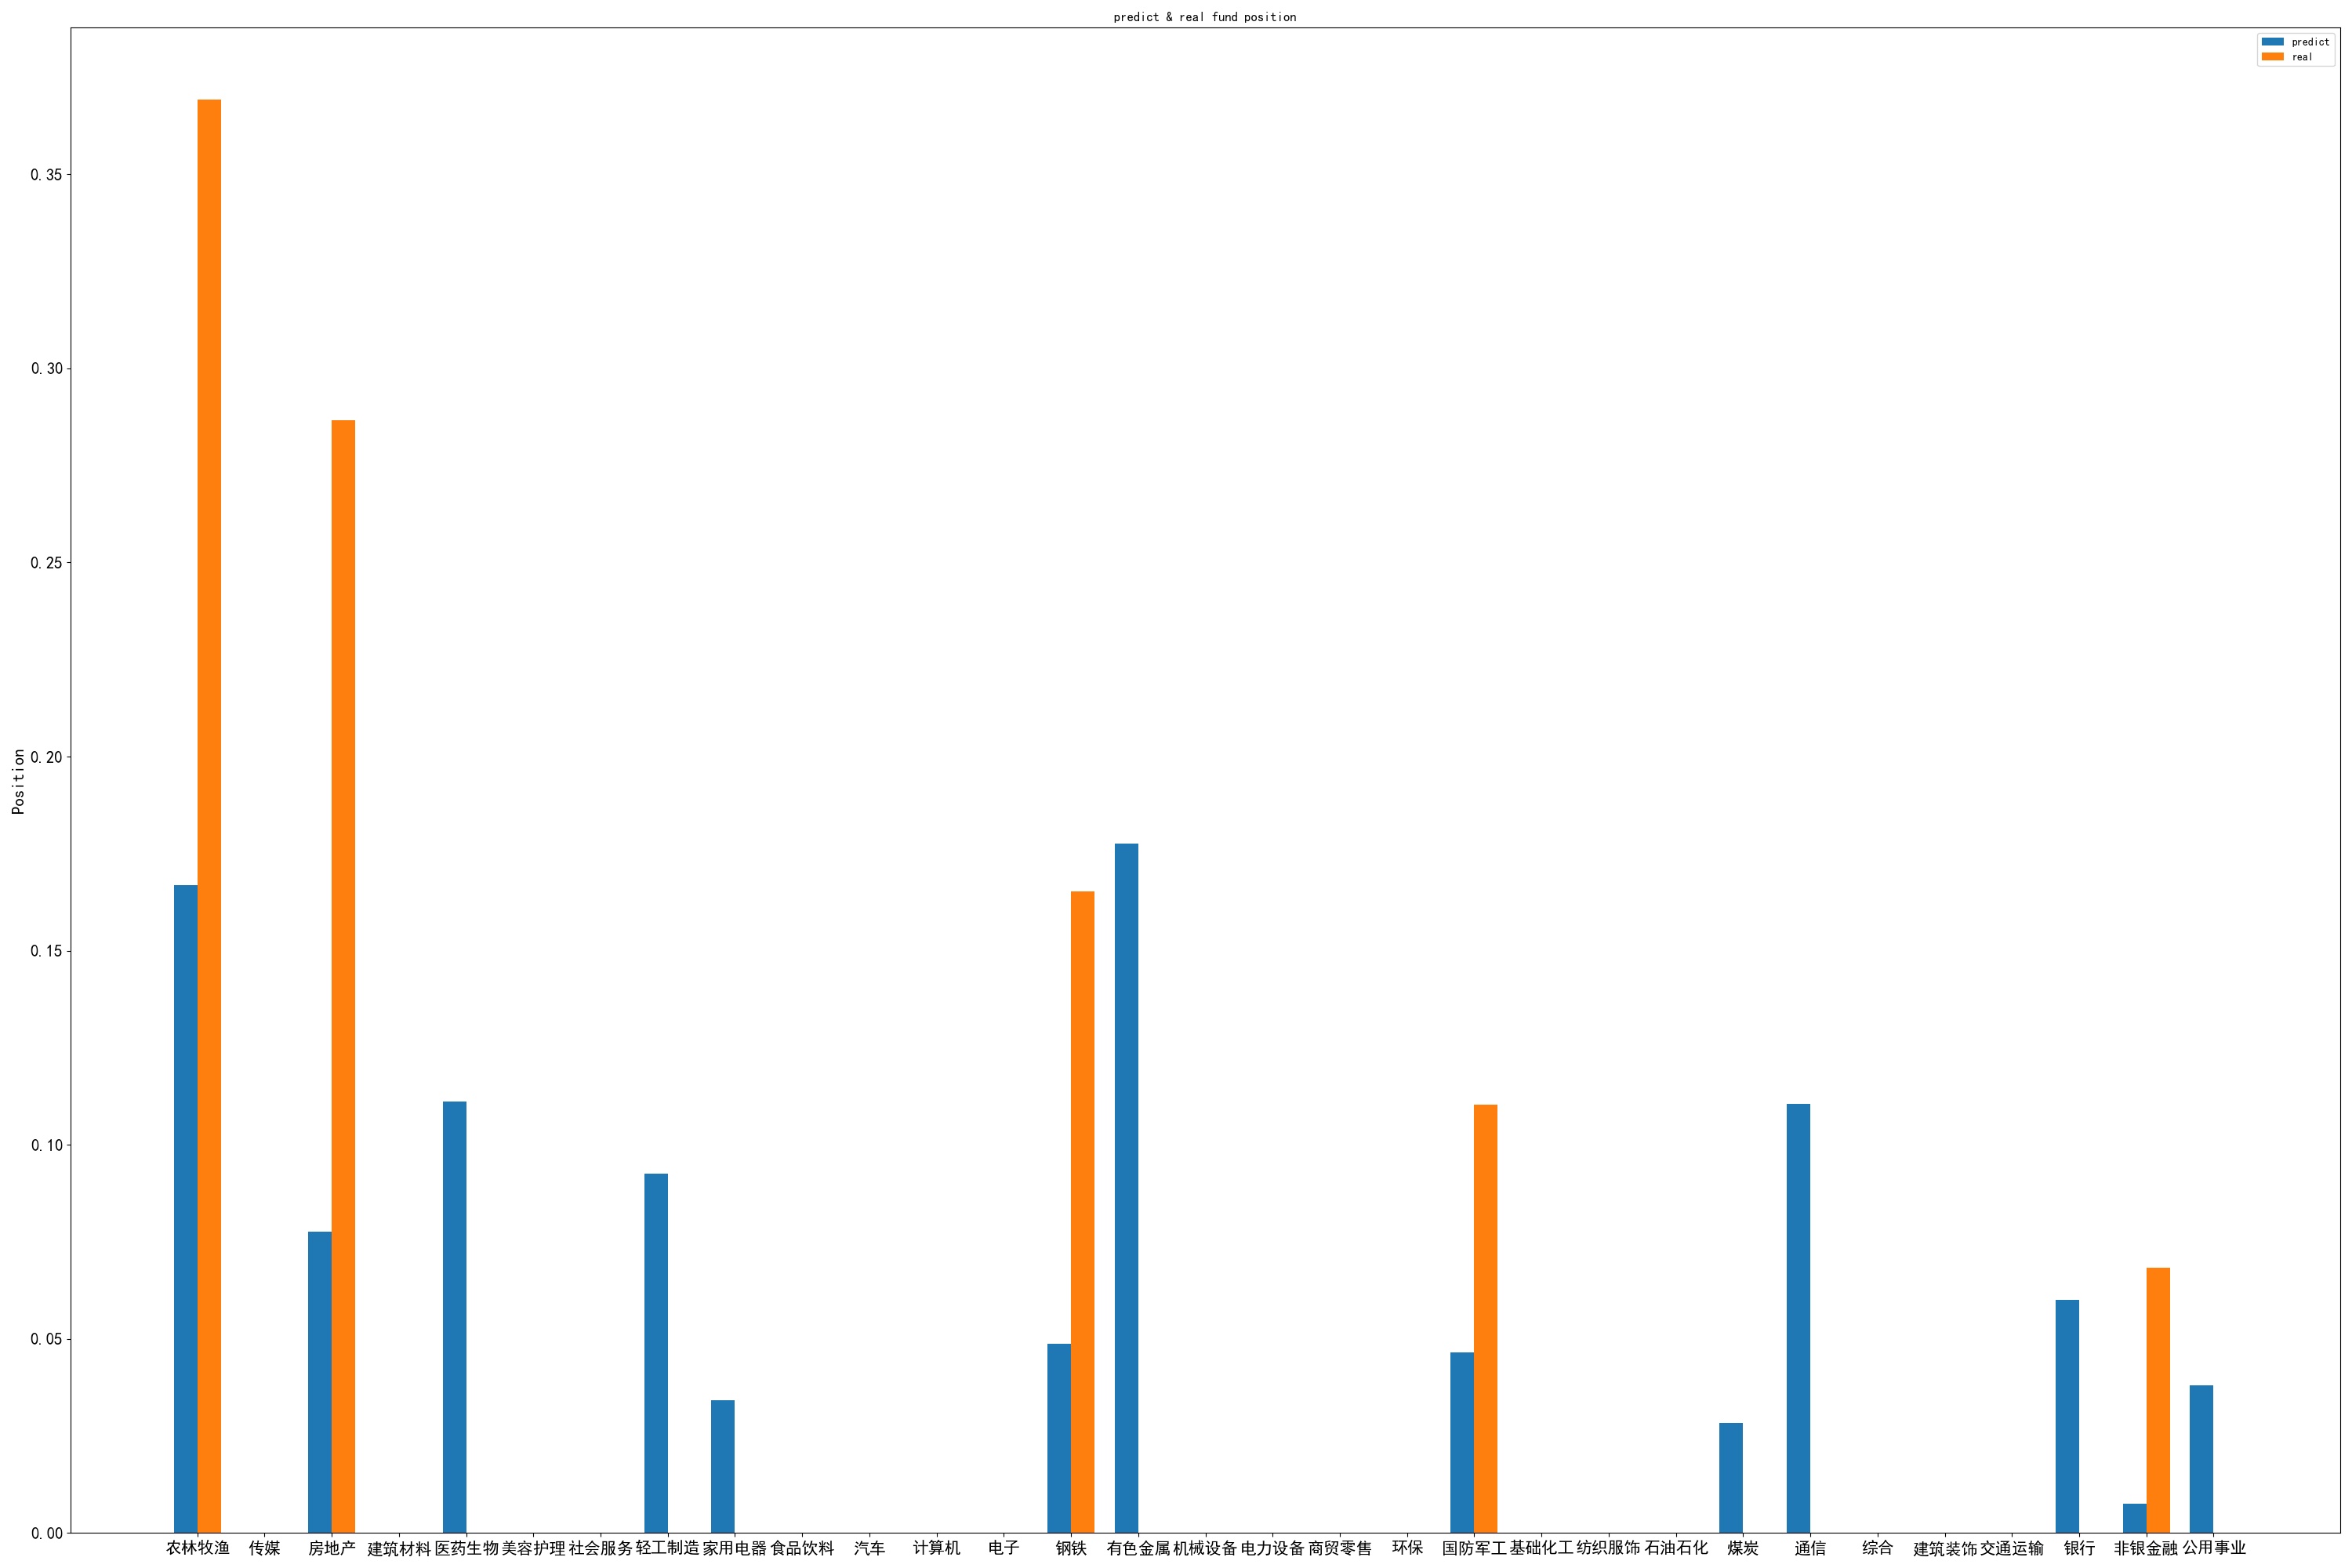 predict & real fund position
predict
real
Position
0.35
0.30
0.25
0.20
0.15
0.10
0.05
0.00
农林牧渔 传媒 房地产 建筑材料 医药生物 美容护理 社会服务 轻工制造 家用电器 食品饮料 汽车 计算机 电子 钢铁 有色金属 机械设备 电力设备 商贸零售 环保 国防军工 基础化工 纺织服饰 石油石化 煤炭 通信 综合 建筑装饰 交通运输 银行 非银金融 公用事业